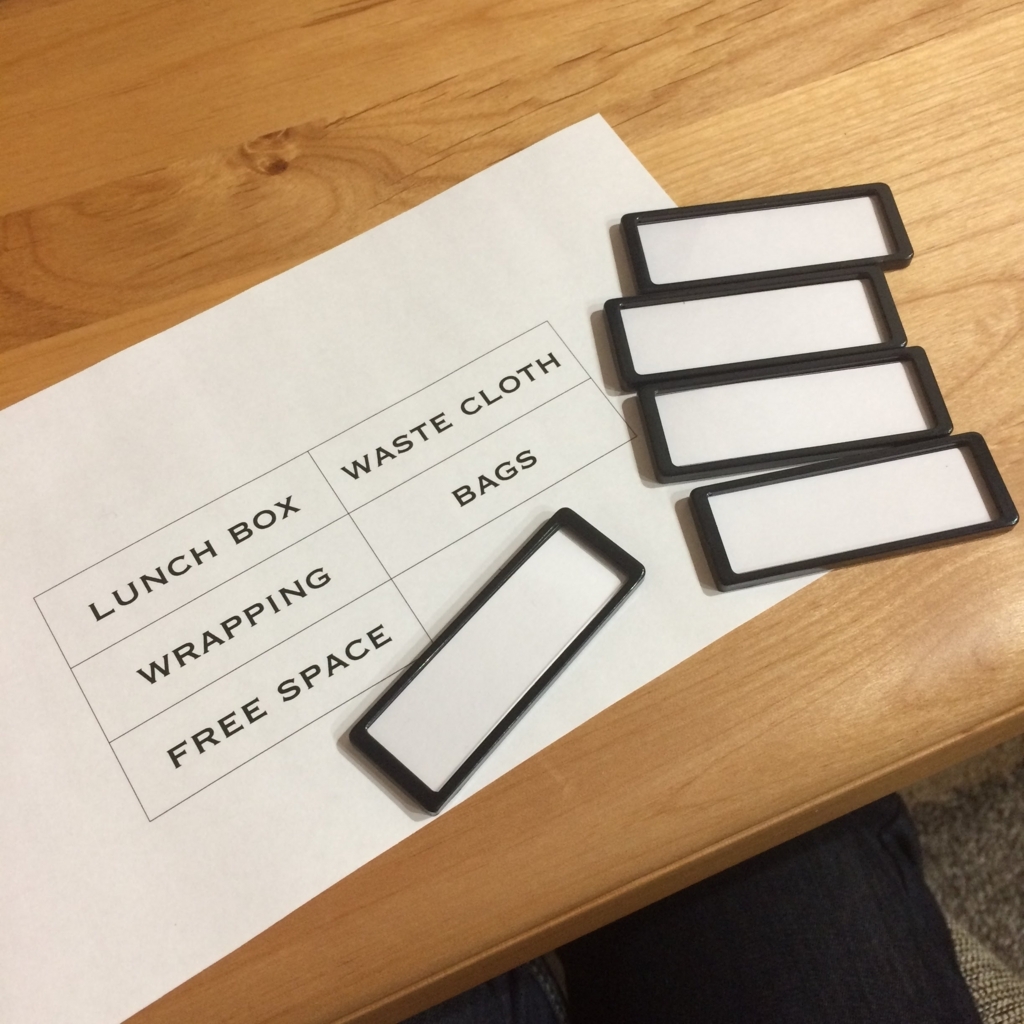 LUNCH BOX
WASTE CLOTH
WRAPPING
BAGS
FREE SPACE